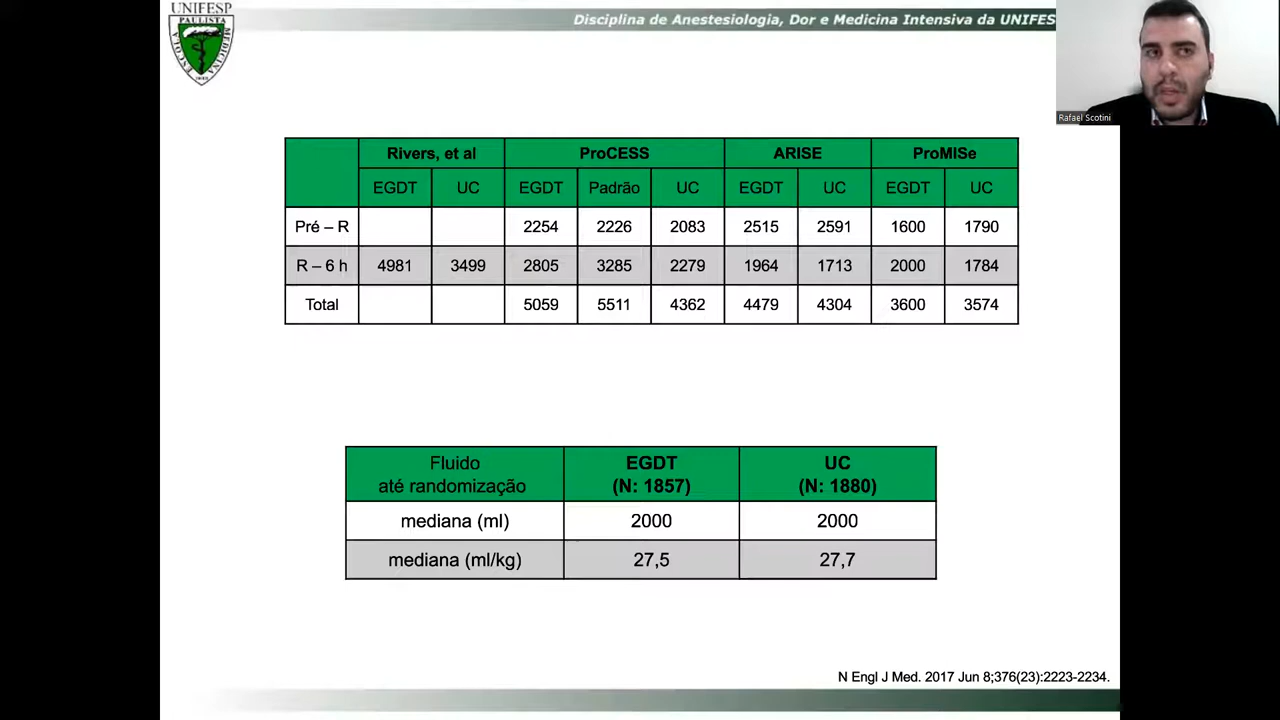 UNIFESP
PAULISTA
ESCOLA
MEDICINA
1933
Disciplina de Anestesiologia, Dor e Medicina Intensiva da UNIFES
Rafael Scotini
Rivers, et al ProCESS ARISE ProMISe
EGDT UC EGDT Padrão UC EGDT UC EGDT UC
Pré – R 2254 2226 2083 2515 2591 1600 1790
R – 6 h 4981 3499 2805 3285 2279 1964 1713 2000 1784
Total 5059 5511 4362 4479 4304 3600 3574
Fluido até randomização EGDT (N: 1857) UC (N: 1880)
mediana (ml) 2000 2000
mediana (ml/kg) 27,5 27,7
N Engl J Med. 2017 Jun 8;376(23):2223-2234.